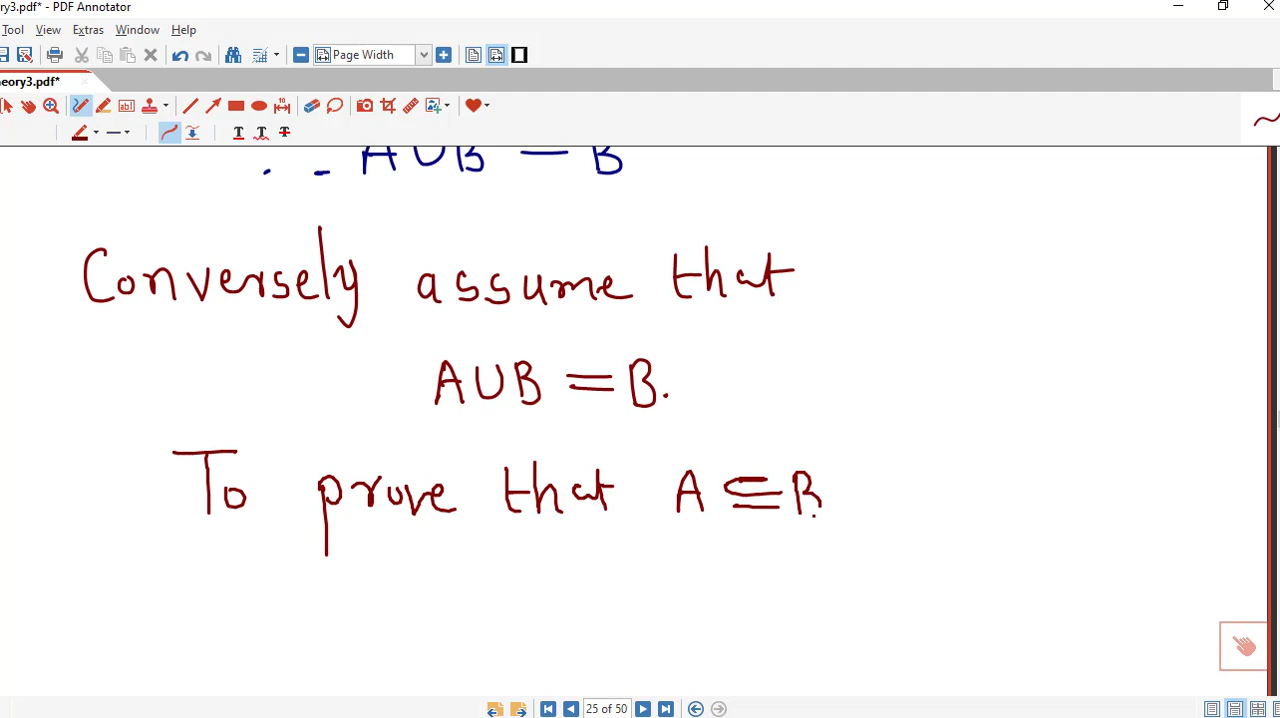 ry3.pdf* - PDF Annotator
Tool View Extras Window Help
Page Width
eory3.pdf*
∴ A∪B = B
Conversely assume that
A∪B = B.
To prove that A ⊆ B
25 of 50